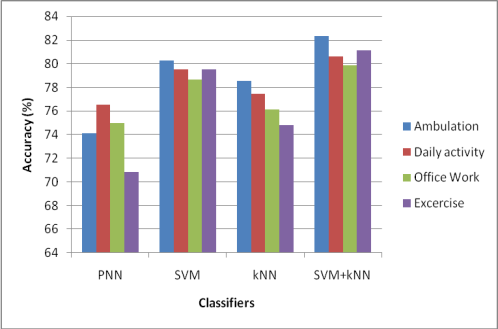 84
82
80
78
76
74
72
70
68
66
64
Accuracy (%)
PNN
SVM
kNN
SVM+kNN
Classifiers
Ambulation
Daily activity
Office Work
Excercise